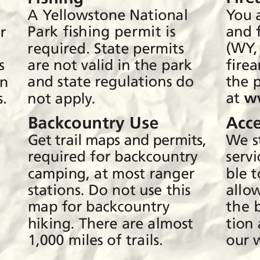 Fishing
A Yellowstone National
Park fishing permit is
required. State permits
are not valid in the park
and state regulations do
not apply.
Backcountry Use
Get trail maps and permits,
required for backcountry
camping, at most ranger
stations. Do not use this
map for backcountry
hiking. There are almost
1,000 miles of trails.
You a
and f
(WY,
firear
the p
at w
Acce
We st
servic
ble to
allow
the b
tion a
our w